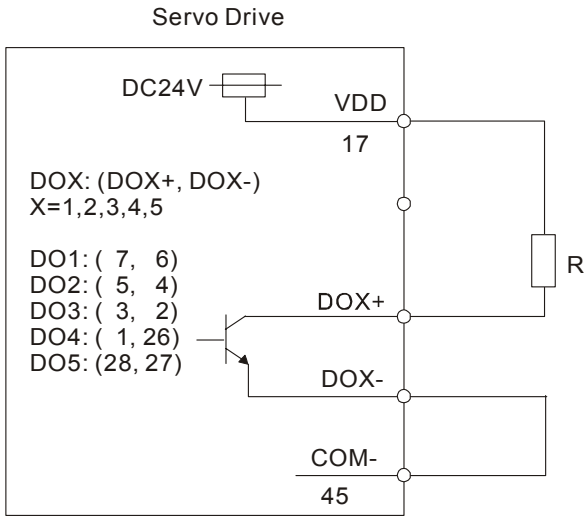 Servo Drive
DC24V
VDD
17
DOX: (DOX+, DOX-)
X=1,2,3,4,5
DO1: ( 7, 6)
DO2: ( 5, 4)
DO3: ( 3, 2)
DO4: ( 1, 26)
DO5: (28, 27)
R
DOX+
DOX-
COM-
45